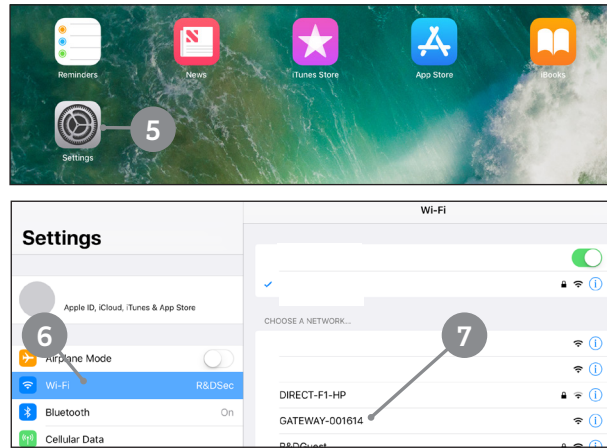 Reminders
News
iTunes Store
App Store
iBooks
5
Settings
Wi-Fi
Settings
Apple ID, iCloud, iTunes & App Store
CHOOSE A NETWORK...
6
7
Airplane Mode
Wi-Fi R&DSec
DIRECT-F1-HP
Bluetooth On
GATEWAY-001614
Cellular Data
R&DGuest